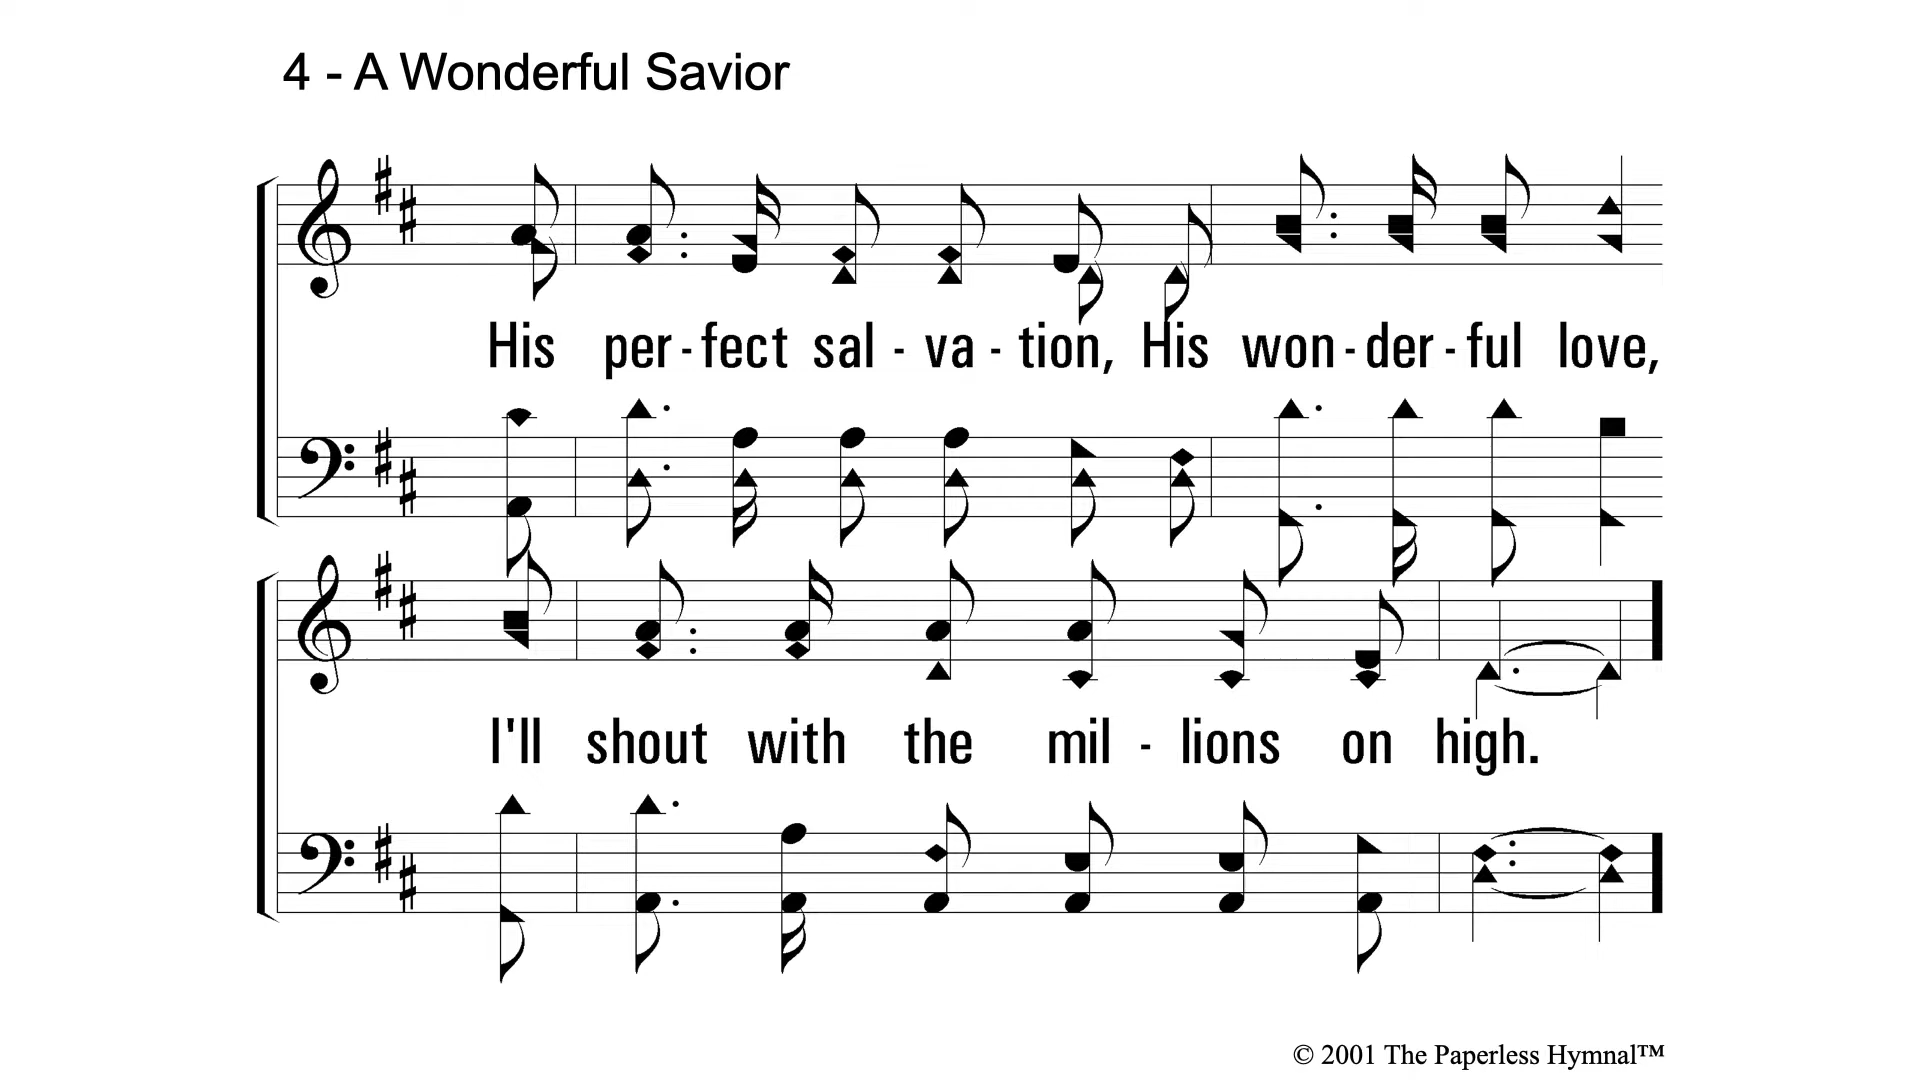 4 - A Wonderful Savior
His per - fect sal - va - tion, His won - der - ful love,
I'll shout with the mil - lions on high.
© 2001 The Paperless Hymnal™